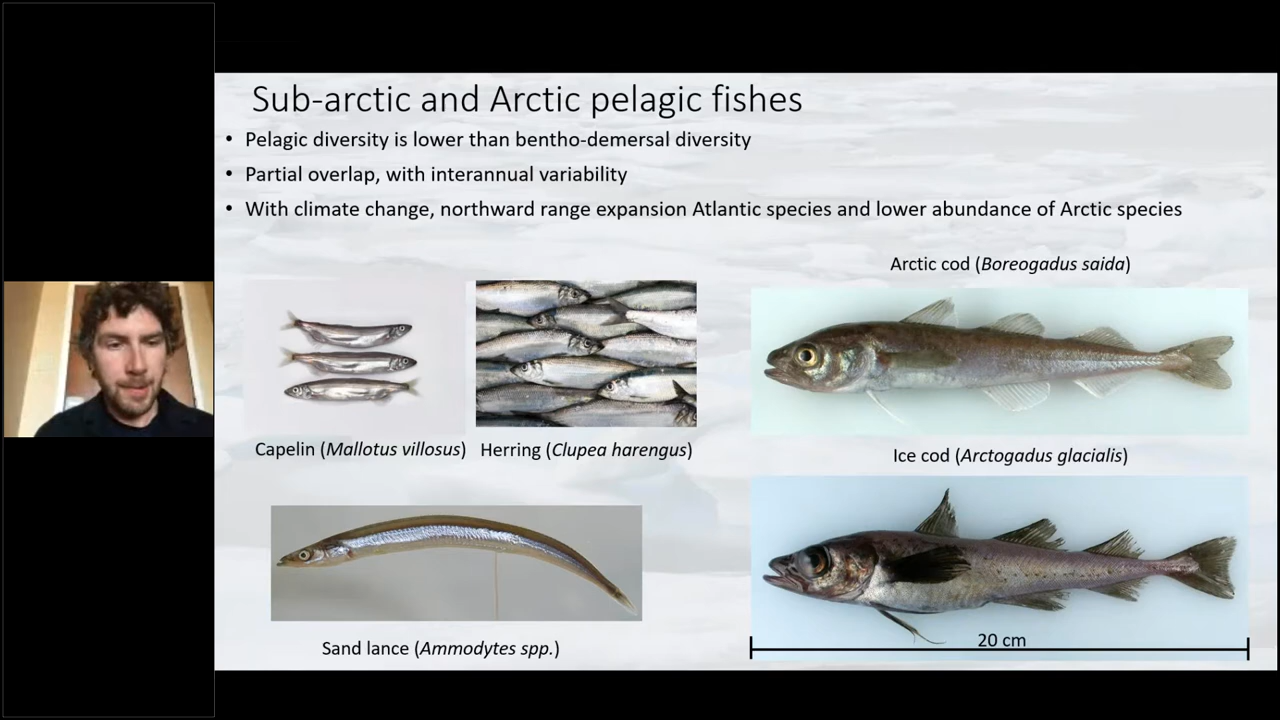 Sub-arctic and Arctic pelagic fishes
• Pelagic diversity is lower than bentho-demersal diversity
• Partial overlap, with interannual variability
• With climate change, northward range expansion Atlantic species and lower abundance of Arctic species
Arctic cod (Boreogadus saida)
Capelin (Mallotus villosus)
Herring (Clupea harengus)
Ice cod (Arctogadus glacialis)
Sand lance (Ammodytes spp.)
20 cm